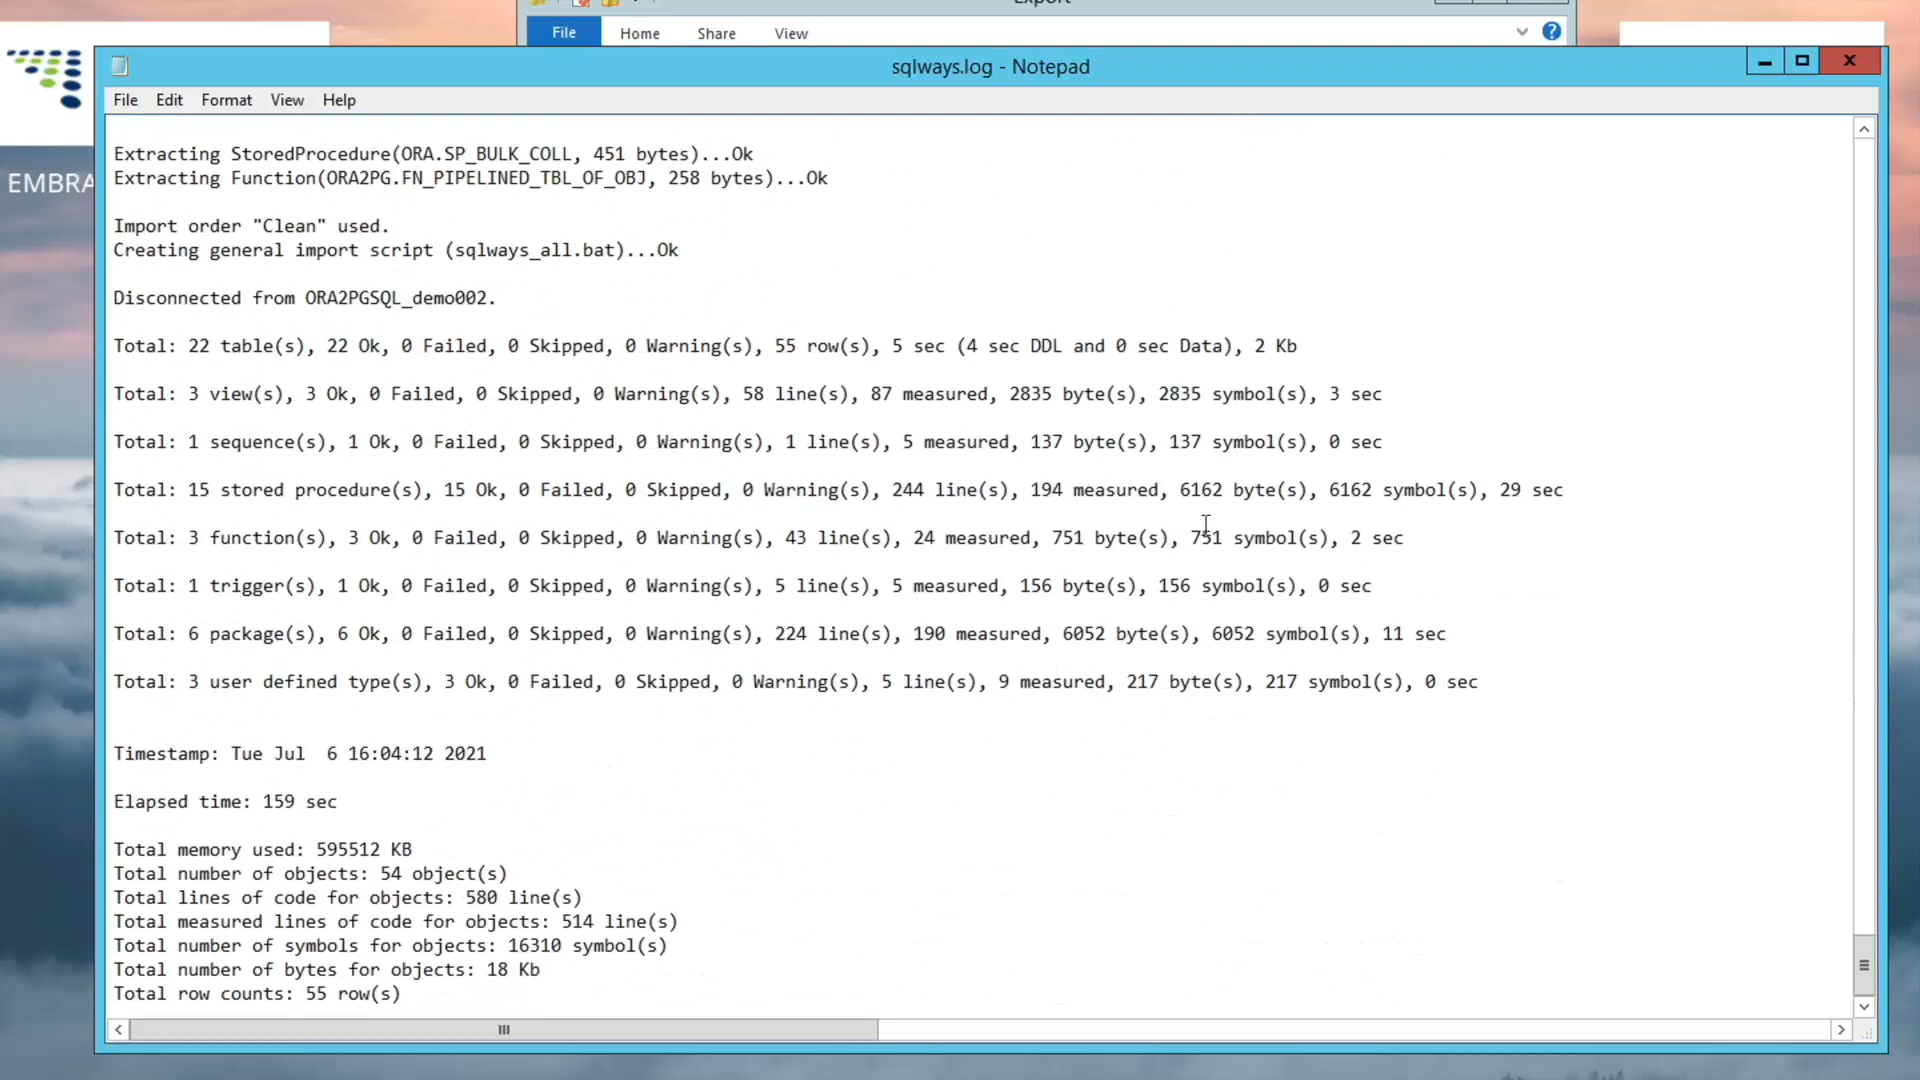 Export
File Home Share View
EMBRA
sqlways.log - Notepad
File Edit Format View Help
Extracting StoredProcedure(ORA.SP_BULK_COLL, 451 bytes)...Ok
Extracting Function(ORA2PG.FN_PIPELINED_TBL_OF_OBJ, 258 bytes)...Ok
Import order "Clean" used.
Creating general import script (sqlways_all.bat)...Ok
Disconnected from ORA2PGSQL_demo002.
Total: 22 table(s), 22 Ok, 0 Failed, 0 Skipped, 0 Warning(s), 55 row(s), 5 sec (4 sec DDL and 0 sec Data), 2 Kb
Total: 3 view(s), 3 Ok, 0 Failed, 0 Skipped, 0 Warning(s), 58 line(s), 87 measured, 2835 byte(s), 2835 symbol(s), 3 sec
Total: 1 sequence(s), 1 Ok, 0 Failed, 0 Skipped, 0 Warning(s), 1 line(s), 5 measured, 137 byte(s), 137 symbol(s), 0 sec
Total: 15 stored procedure(s), 15 Ok, 0 Failed, 0 Skipped, 0 Warning(s), 244 line(s), 194 measured, 6162 byte(s), 6162 symbol(s), 29 sec
Total: 3 function(s), 3 Ok, 0 Failed, 0 Skipped, 0 Warning(s), 43 line(s), 24 measured, 751 byte(s), 751 symbol(s), 2 sec
Total: 1 trigger(s), 1 Ok, 0 Failed, 0 Skipped, 0 Warning(s), 5 line(s), 5 measured, 156 byte(s), 156 symbol(s), 0 sec
Total: 6 package(s), 6 Ok, 0 Failed, 0 Skipped, 0 Warning(s), 224 line(s), 190 measured, 6052 byte(s), 6052 symbol(s), 11 sec
Total: 3 user defined type(s), 3 Ok, 0 Failed, 0 Skipped, 0 Warning(s), 5 line(s), 9 measured, 217 byte(s), 217 symbol(s), 0 sec
Timestamp: Tue Jul  6 16:04:12 2021
Elapsed time: 159 sec
Total memory used: 595512 KB
Total number of objects: 54 object(s)
Total lines of code for objects: 580 line(s)
Total measured lines of code for objects: 514 line(s)
Total number of symbols for objects: 16310 symbol(s)
Total number of bytes for objects: 18 Kb
Total row counts: 55 row(s)